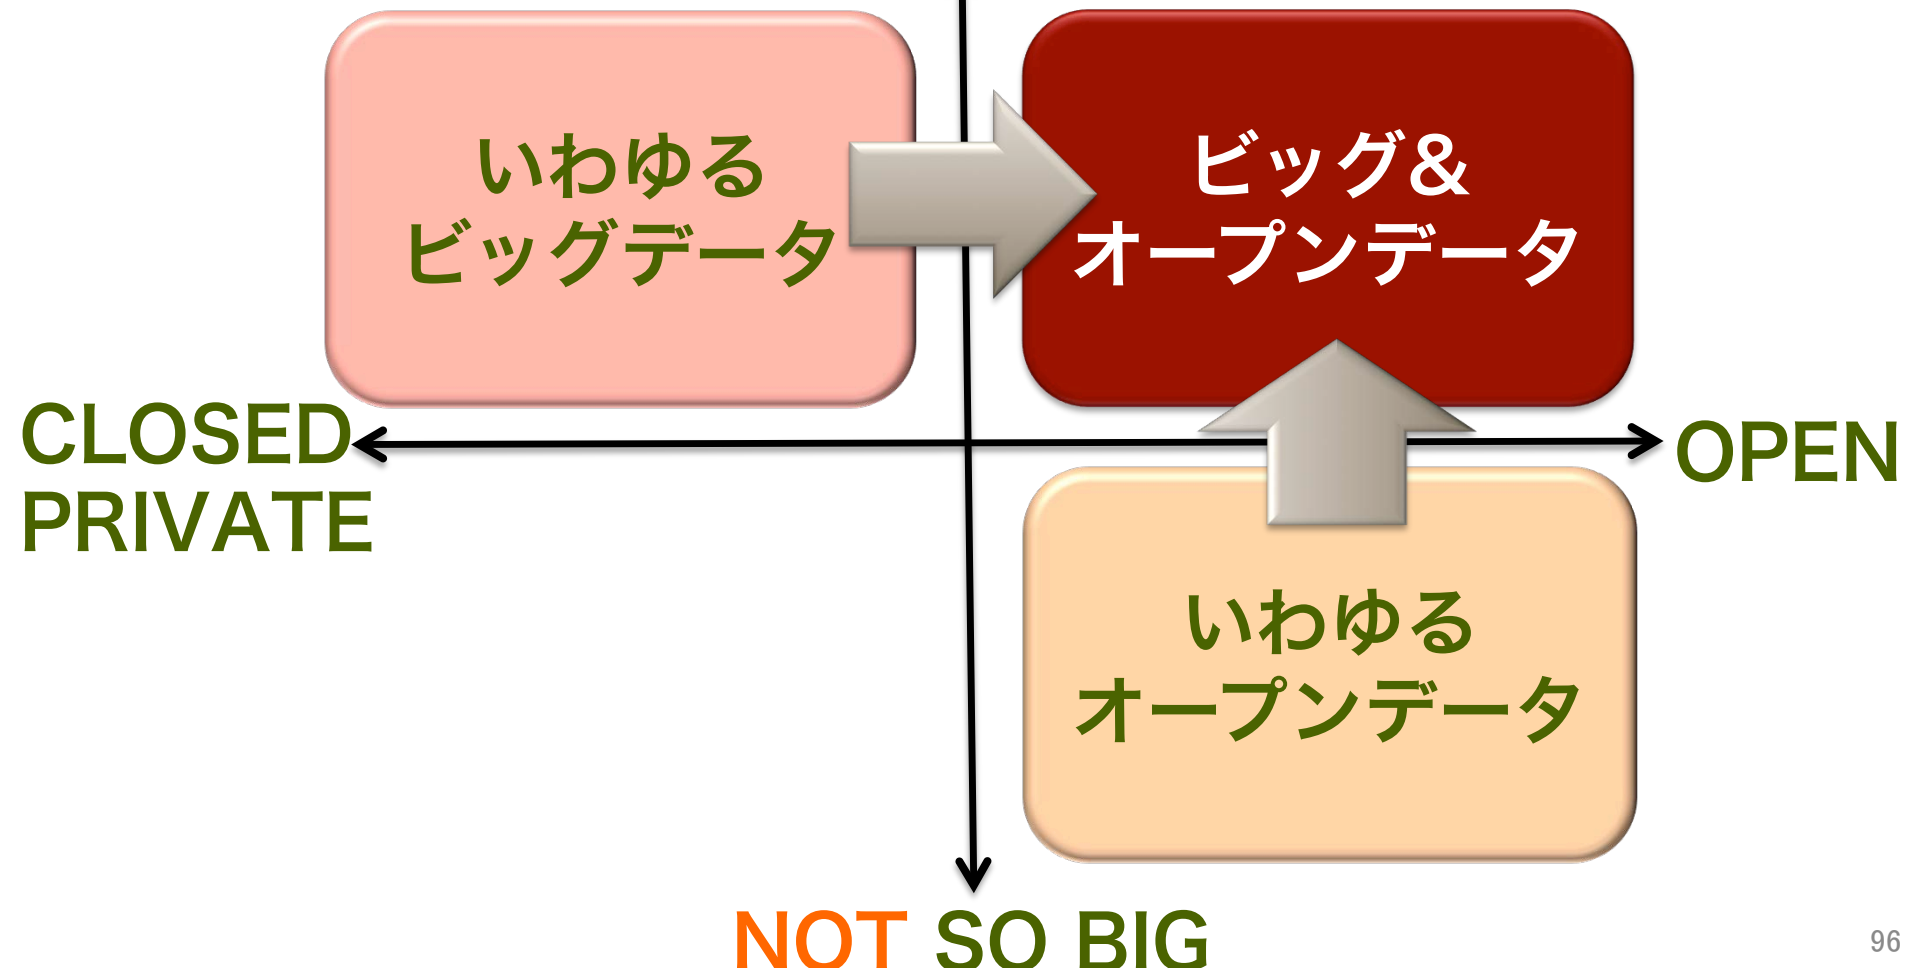 いわゆる
ビッグデータ
ビッグ&
オープンデータ
CLOSED
PRIVATE
OPEN
いわゆる
オープンデータ
NOT SO BIG
96